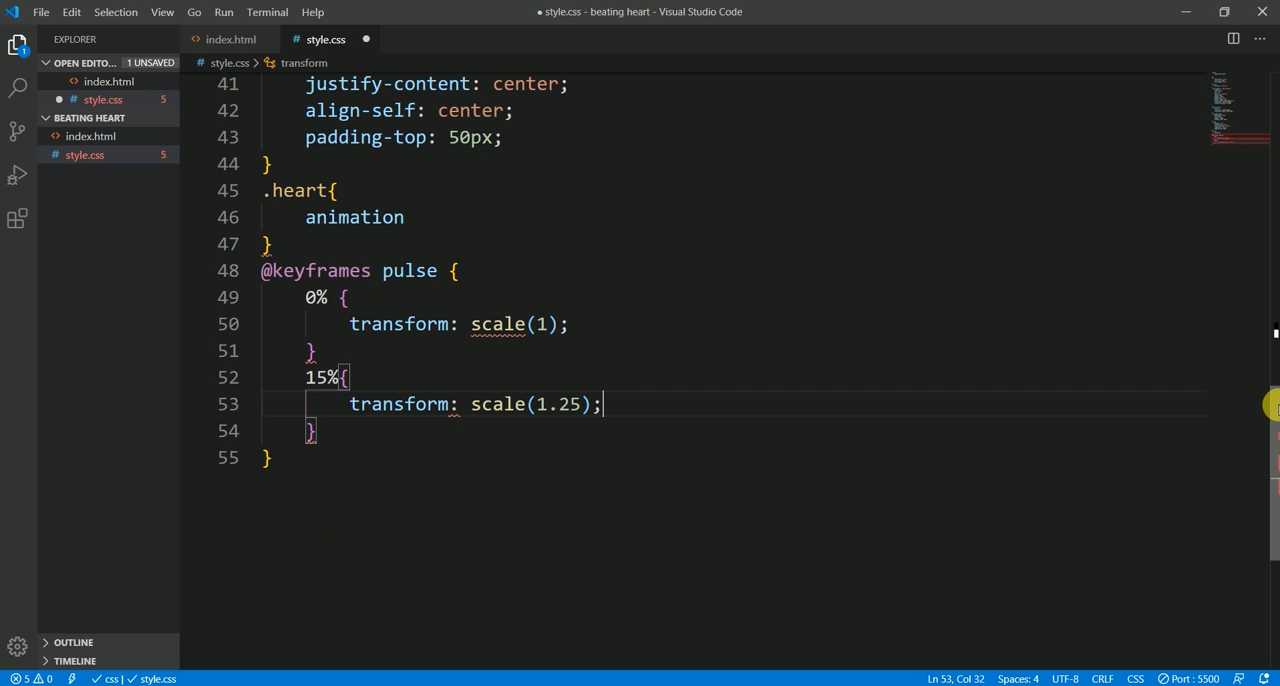 File Edit Selection View Go Run Terminal Help
● style.css - beating heart - Visual Studio Code
EXPLORER
index.html
# style.css ●
OPEN EDITO... 1 UNSAVED
# style.css > transform
index.html
● # style.css 5
BEATING HEART
index.html
# style.css 5
1
41 justify-content: center;
42 align-self: center;
43 padding-top: 50px;
44 }
45 .heart{
46 animation
47 }
48 @keyframes pulse {
49 0% {
50 transform: scale(1);
51 }
52 15%{
53 transform: scale(1.25);
54 }
55 }
OUTLINE
TIMELINE
5 0 css | style.css Ln 53, Col 32 Spaces: 4 UTF-8 CRLF CSS Port : 5500